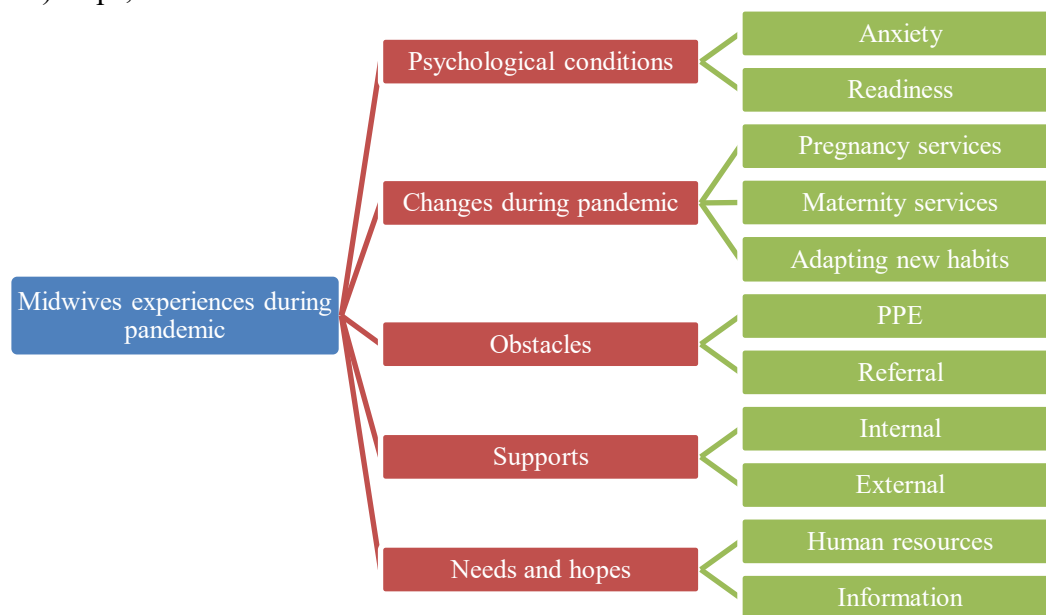 Psychological conditions
Anxiety
Readiness
Changes during pandemic
Pregnancy services
Maternity services
Adapting new habits
Midwives experiences during
pandemic
Obstacles
PPE
Referral
Supports
Internal
External
Needs and hopes
Human resources
Information